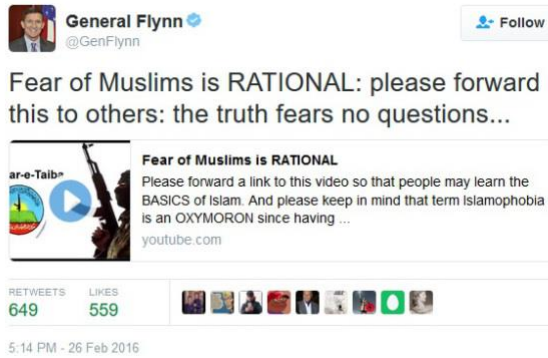 General Flynn
@GenFlynn
Follow
Fear of Muslims is RATIONAL: please forward
this to others: the truth fears no questions...
ar-e-Taib
Fear of Muslims is RATIONAL
Please forward a link to this video so that people may learn the
BASICS of Islam. And please keep in mind that term Islamophobia
is an OXYMORON since having ...
youtube.com
RETWEETS LIKES
649 559
5:14 PM - 26 Feb 2016